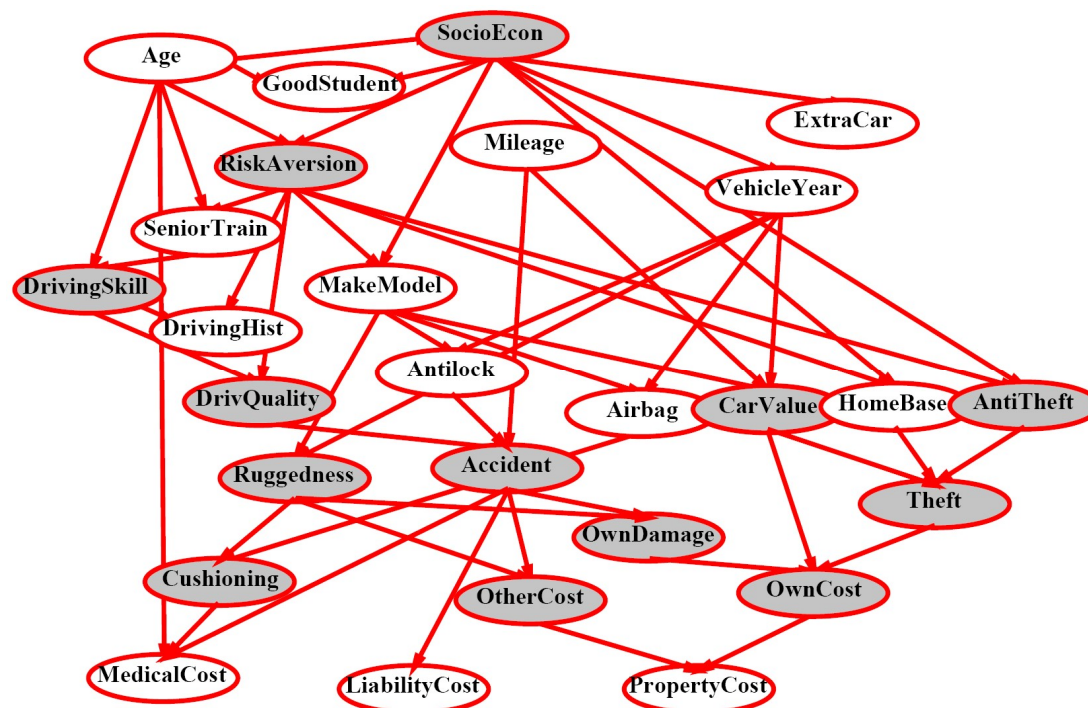 SocioEcon
Age
GoodStudent
ExtraCar
Mileage
RiskAversion
VehicleYear
SeniorTrain
DrivingSkill
MakeModel
DrivingHist
Antilock
DrivQuality
Airbag
CarValue
HomeBase
AntiTheft
Ruggedness
Accident
Theft
OwnDamage
Cushioning
OtherCost
OwnCost
MedicalCost
LiabilityCost
PropertyCost